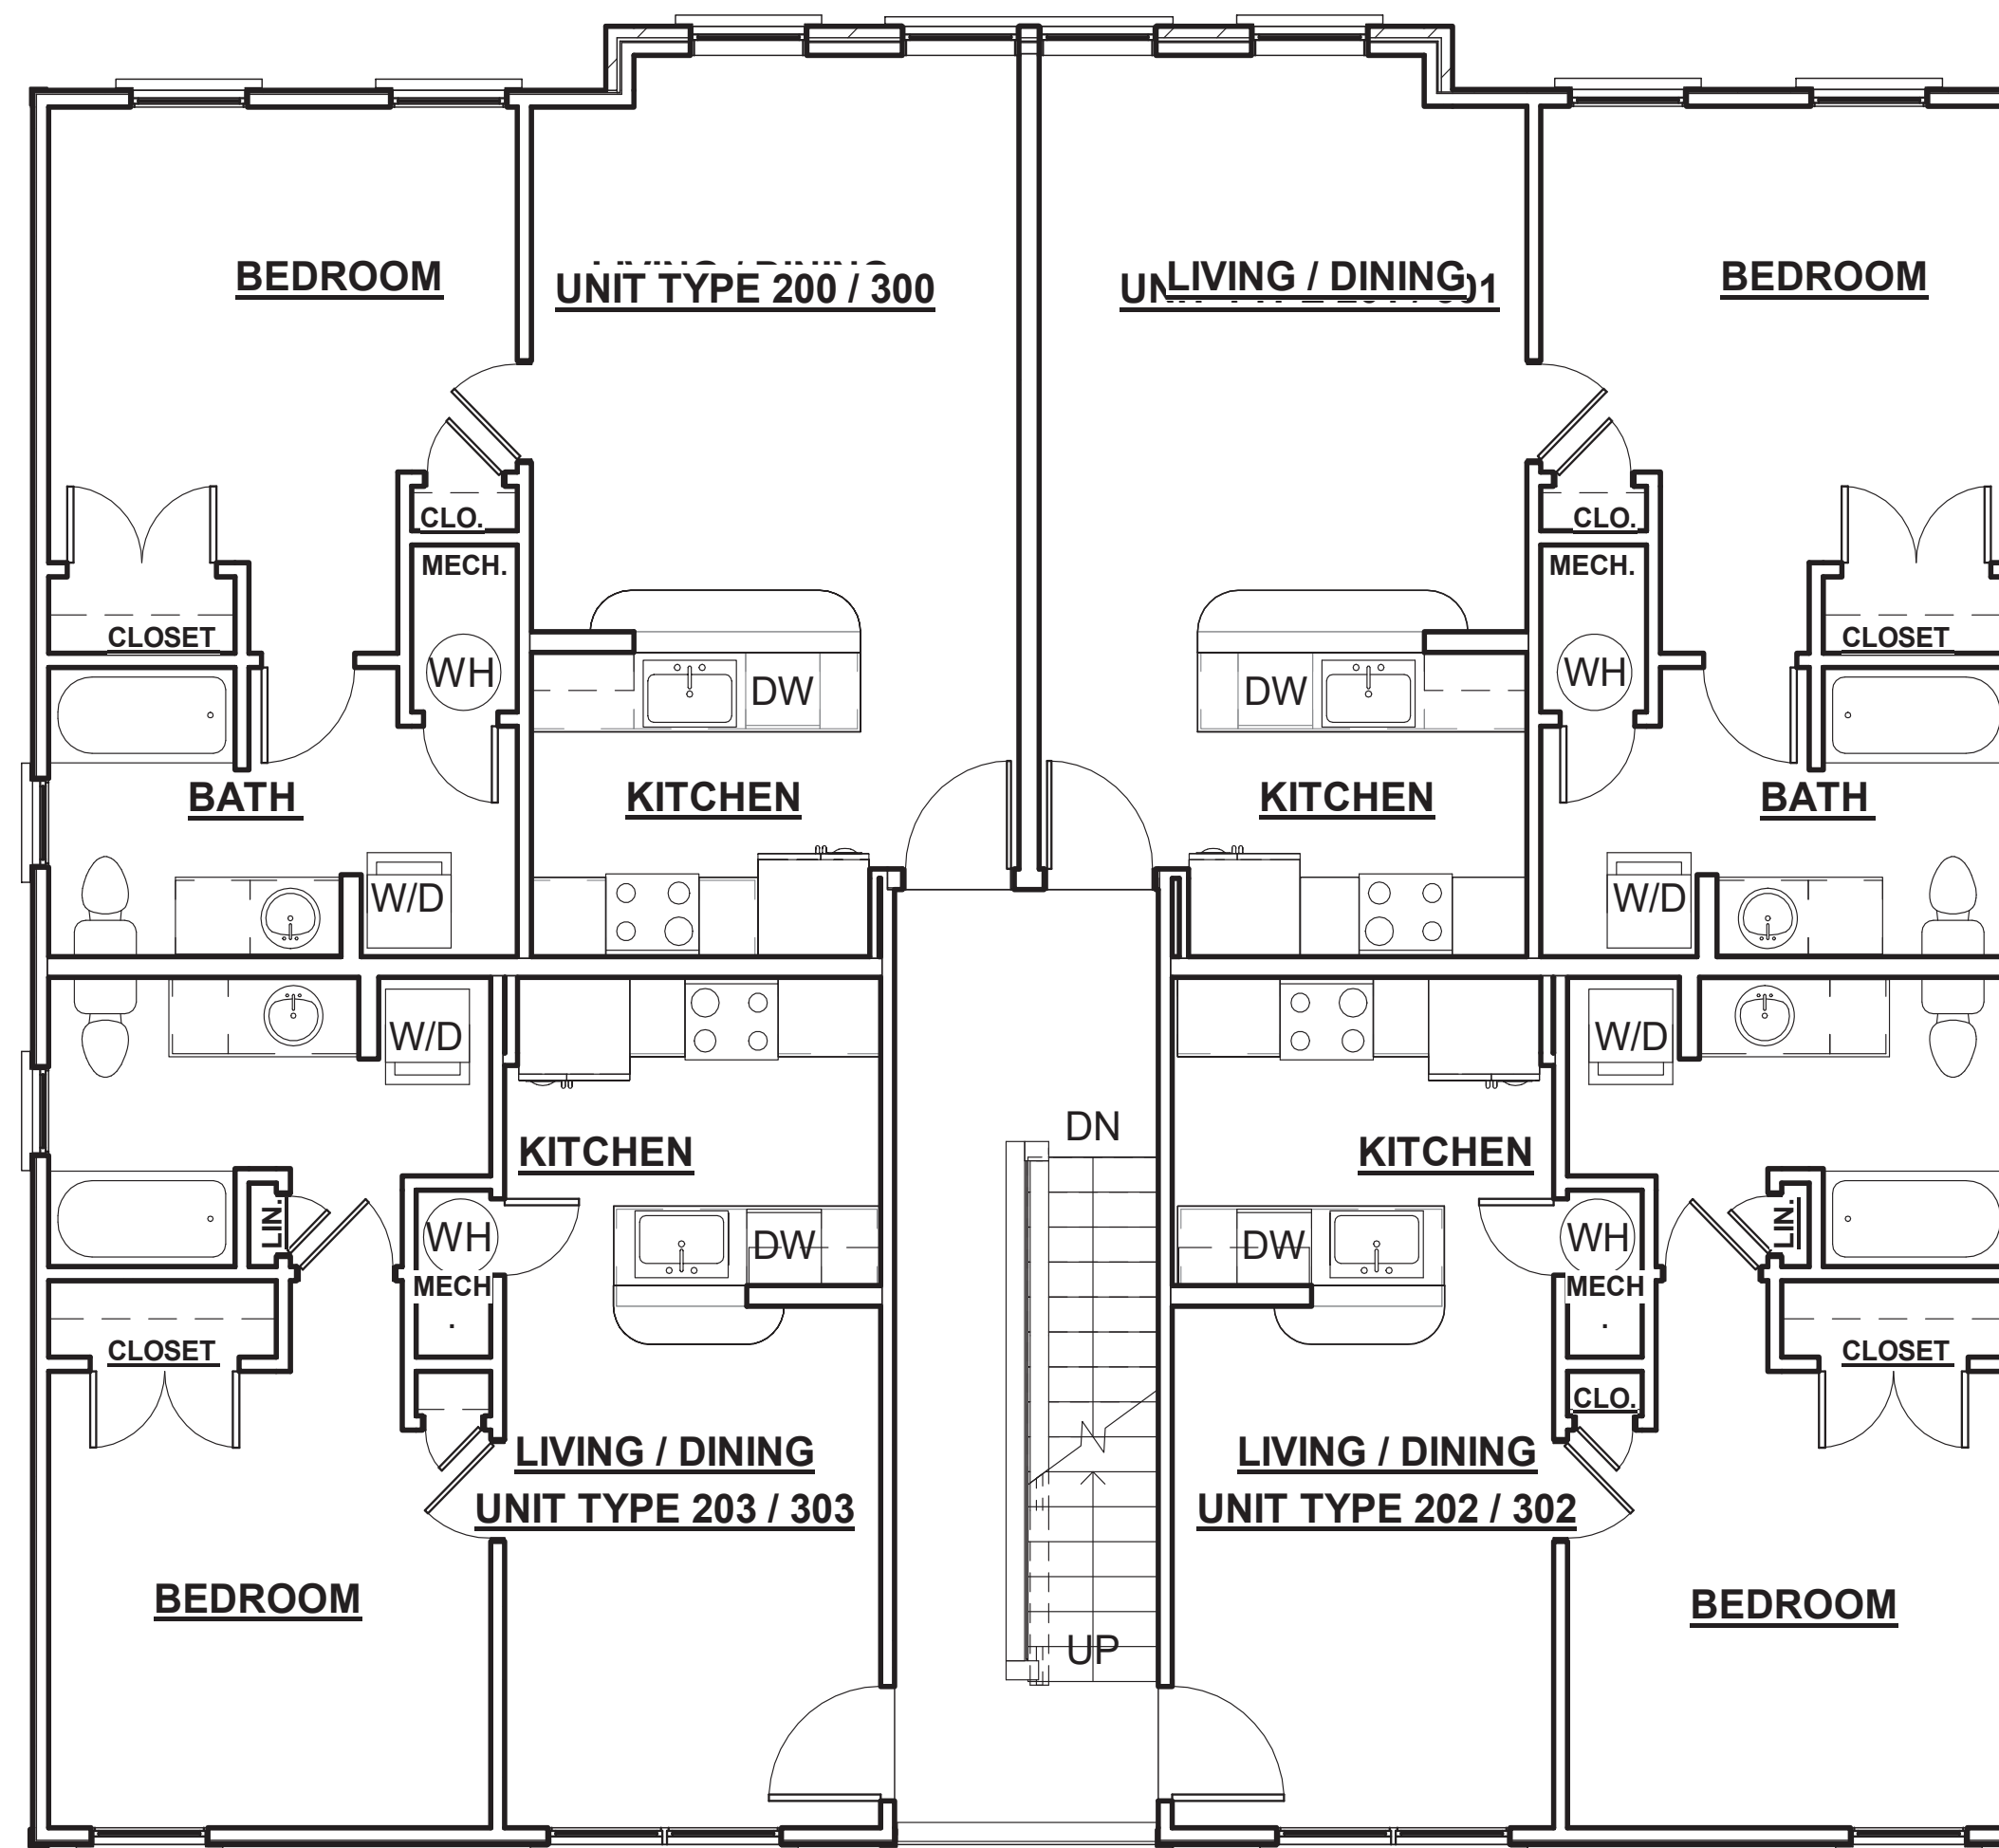 BEDROOM
LIVING / DINING
UNIT TYPE 200 / 300
LIVING / DINING
BEDROOM
CLO.
MECH.
CLOSET
WH
DW
BATH
KITCHEN
W/D
CLO.
MECH.
CLOSET
WH
DW
KITCHEN
BATH
W/D
W/D
KITCHEN
LIN.
WH
MECH
.
DW
CLOSET
LIVING / DINING
UNIT TYPE 203 / 303
BEDROOM
DN
UP
W/D
KITCHEN
DW
WH
MECH
.
LIN.
CLOSET
CLO.
LIVING / DINING
UNIT TYPE 202 / 302
BEDROOM